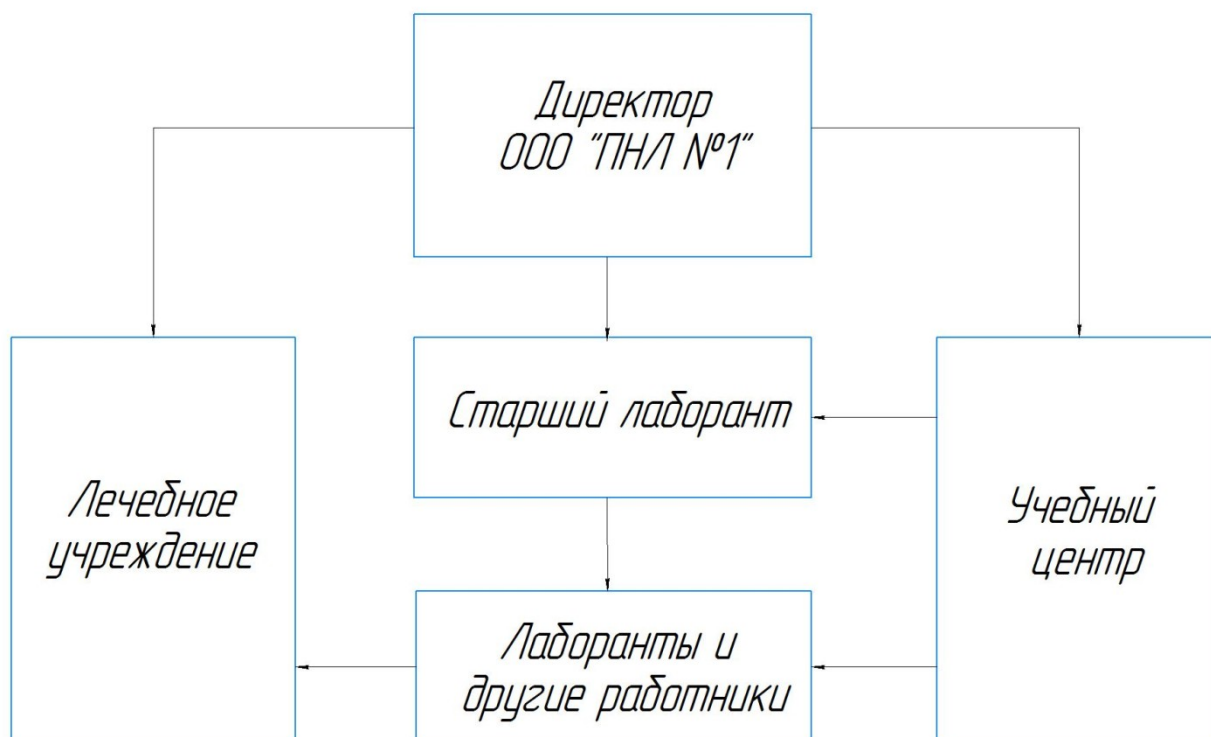 Директор
ООО "ПНЛ №1"
Старший лаборант
Лечебное
учреждение
Учебный
центр
Лаборанты и
другие работники